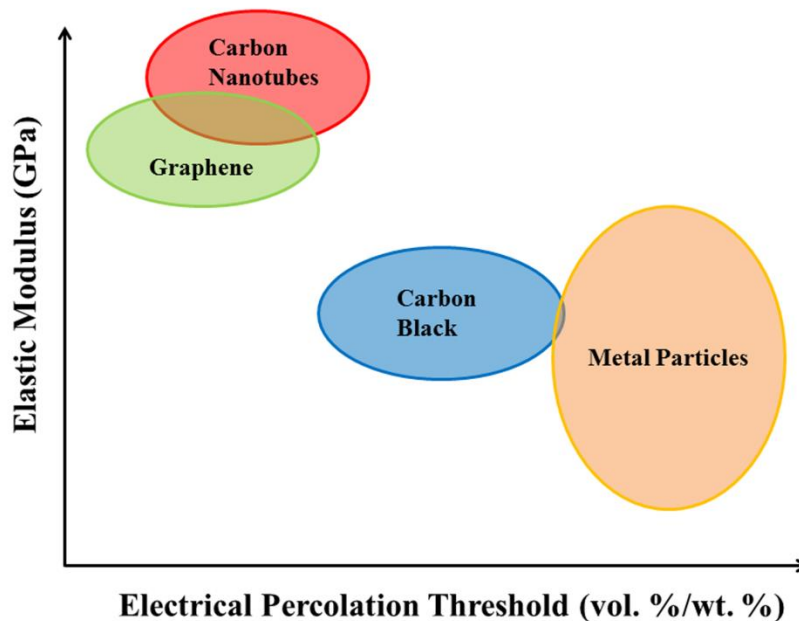 Elastic Modulus (GPa)
Carbon
Nanotubes
Graphene
Carbon
Black
Metal Particles
Electrical Percolation Threshold (vol. %/wt. %)